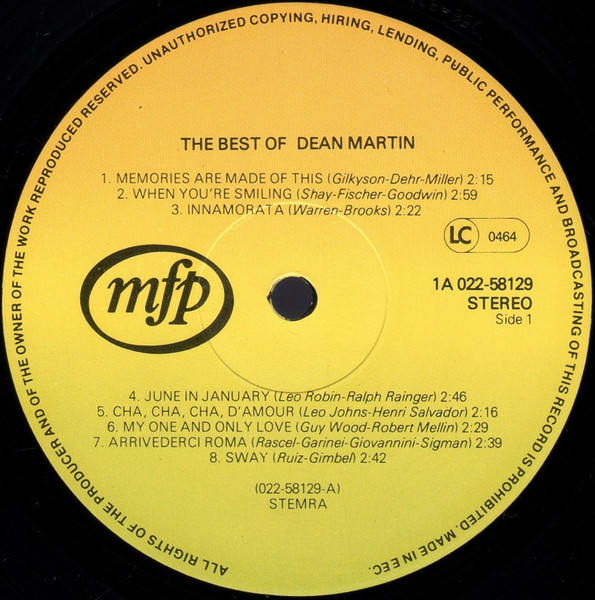 ALL RIGHTS OF THE PRODUCER AND OF THE OWNER OF THE WORK REPRODUCED RESERVED. UNAUTHORIZED COPYING, HIRING, LENDING, PUBLIC PERFORMANCE AND BROADCASTING OF THIS RECORD IS PROHIBITED. MADE IN EEC.
THE BEST OF DEAN MARTIN
1. MEMORIES ARE MADE OF THIS (Gilkyson-Dehr-Miller) 2:15
2. WHEN YOU'RE SMILING (Shay-Fischer-Goodwin) 2:59
3. INNAMORATA (Warren-Brooks) 2:22
LC 0464
mfp
1A 022-58129
STEREO
Side 1
4. JUNE IN JANUARY (Leo Robin-Ralph Rainger) 2:46
5. CHA, CHA, CHA, D'AMOUR (Leo Johns-Henri Salvador) 2:16
6. MY ONE AND ONLY LOVE (Guy Wood-Robert Mellin) 2:29
7. ARRIVEDERCI ROMA (Rascel-Garinei-Giovannini-Sigman) 2:39
8. SWAY (Ruiz-Gimbel) 2:42
(022-58129-A)
STEMRA